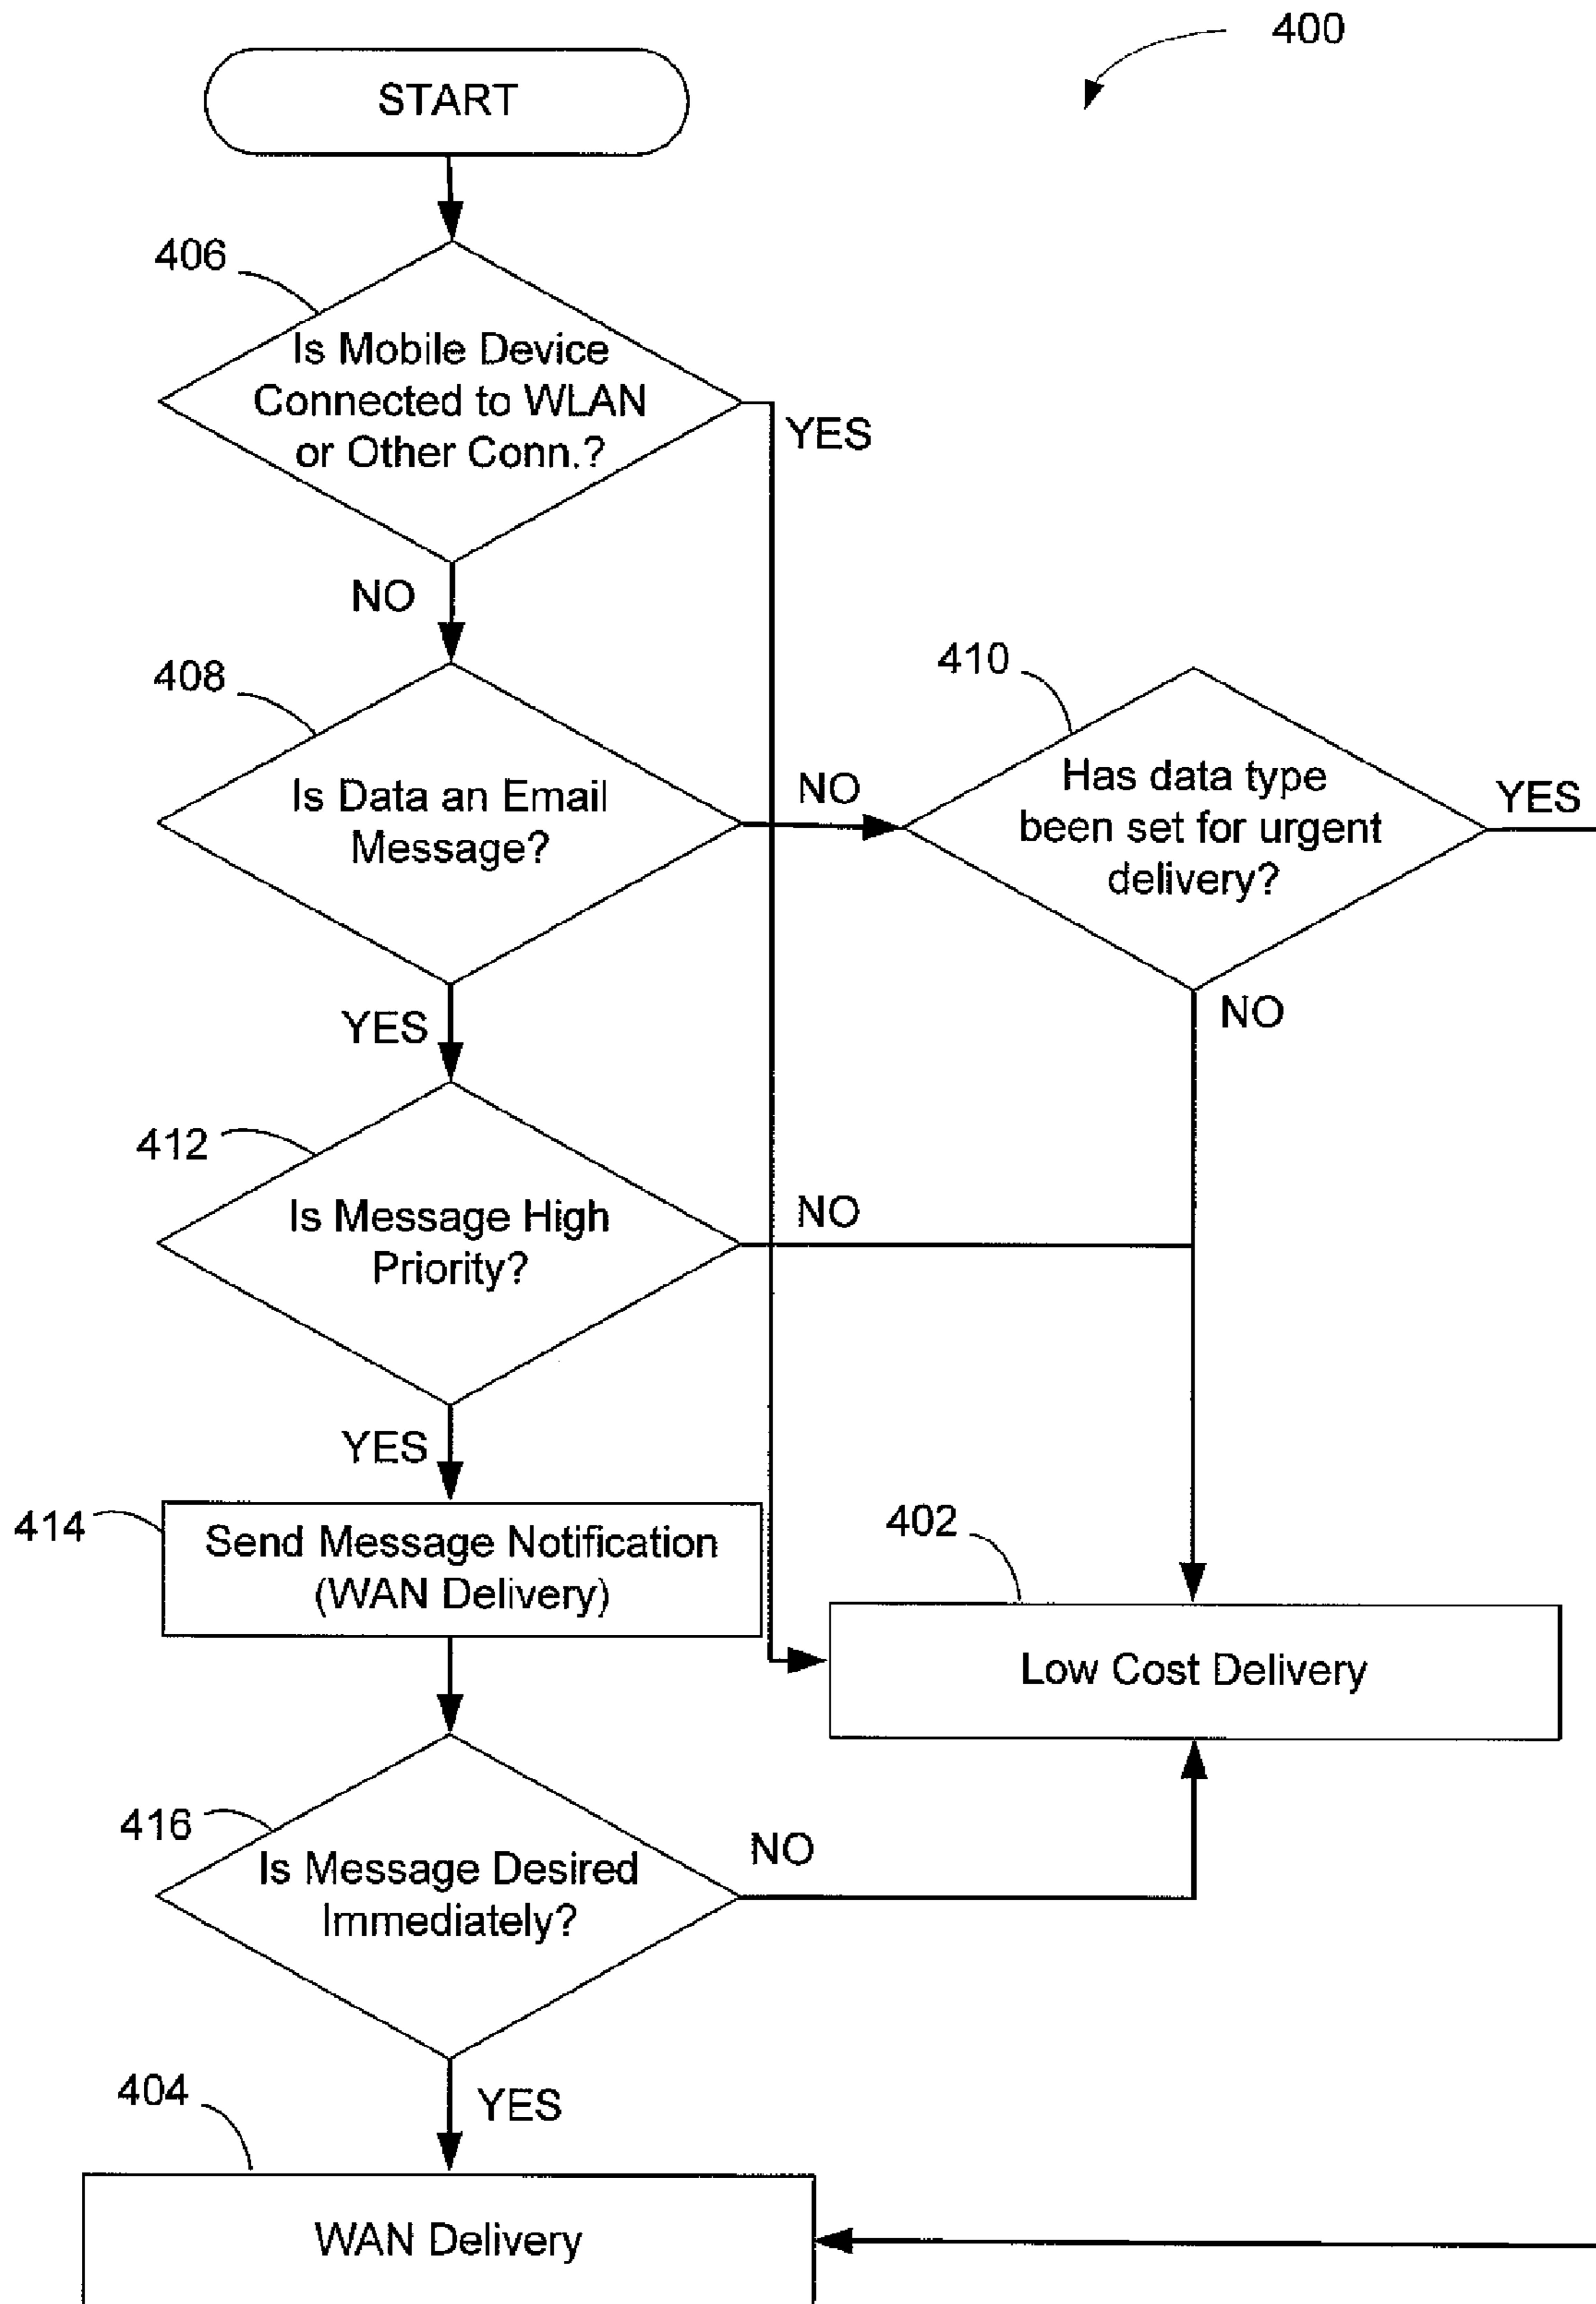 400
START
406
Is Mobile Device
Connected to WLAN
or Other Conn.?
YES
NO
408
Is Data an Email
Message?
NO
410
Has data type
been set for urgent
delivery?
YES
NO
YES
412
Is Message High
Priority?
NO
YES
414
Send Message Notification
(WAN Delivery)
402
Low Cost Delivery
416
Is Message Desired
Immediately?
NO
YES
404
WAN Delivery